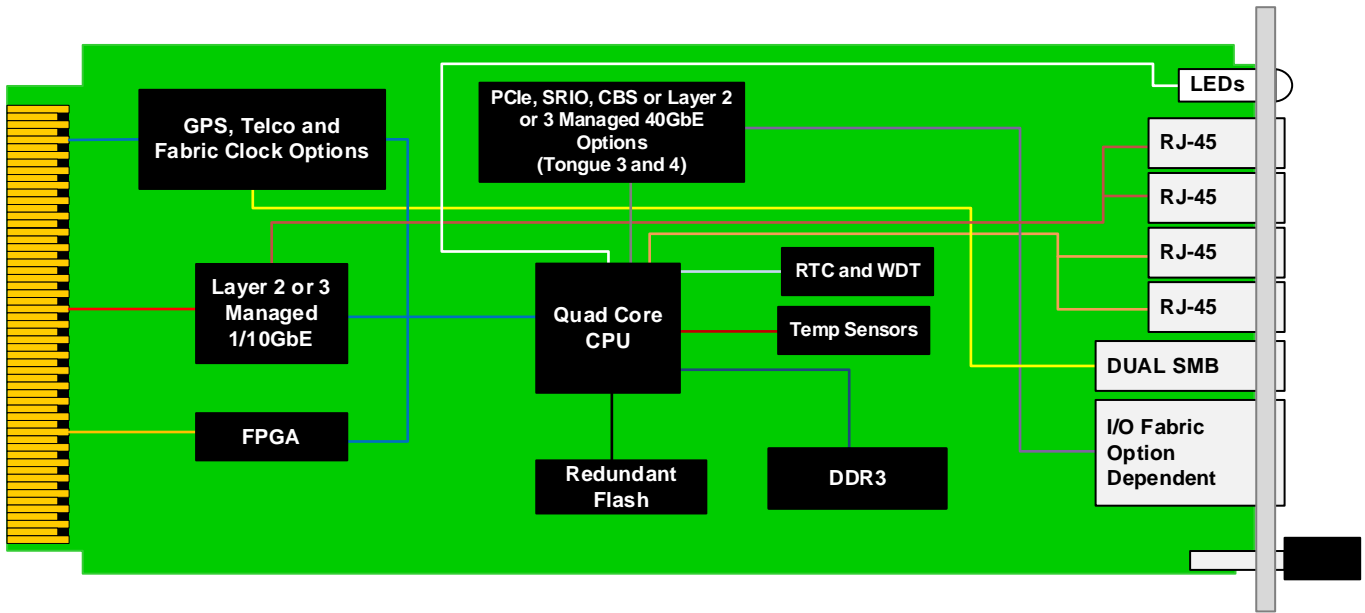 LEDs
PCIe, SRIO, CBS or Layer 2
or 3 Managed 40GbE
Options
(Tongue 3 and 4)
GPS, Telco and
Fabric Clock Options
RJ-45
RJ-45
RJ-45
RJ-45
Layer 2 or 3
Managed
1/10GbE
Quad Core
CPU
RTC and WDT
Temp Sensors
DUAL SMB
I/O Fabric
Option
Dependent
FPGA
Redundant
Flash
DDR3